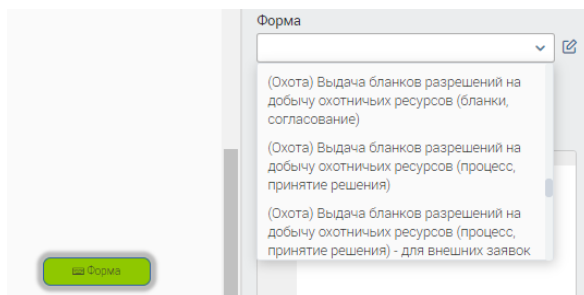 Форма
(Охота) Выдача бланков разрешений на
добычу охотничьих ресурсов (бланки,
согласование)
(Охота) Выдача бланков разрешений на
добычу охотничьих ресурсов (процесс,
принятие решения)
(Охота) Выдача бланков разрешений на
добычу охотничьих ресурсов (процесс,
принятие решения) - для внешних заявок
Форма